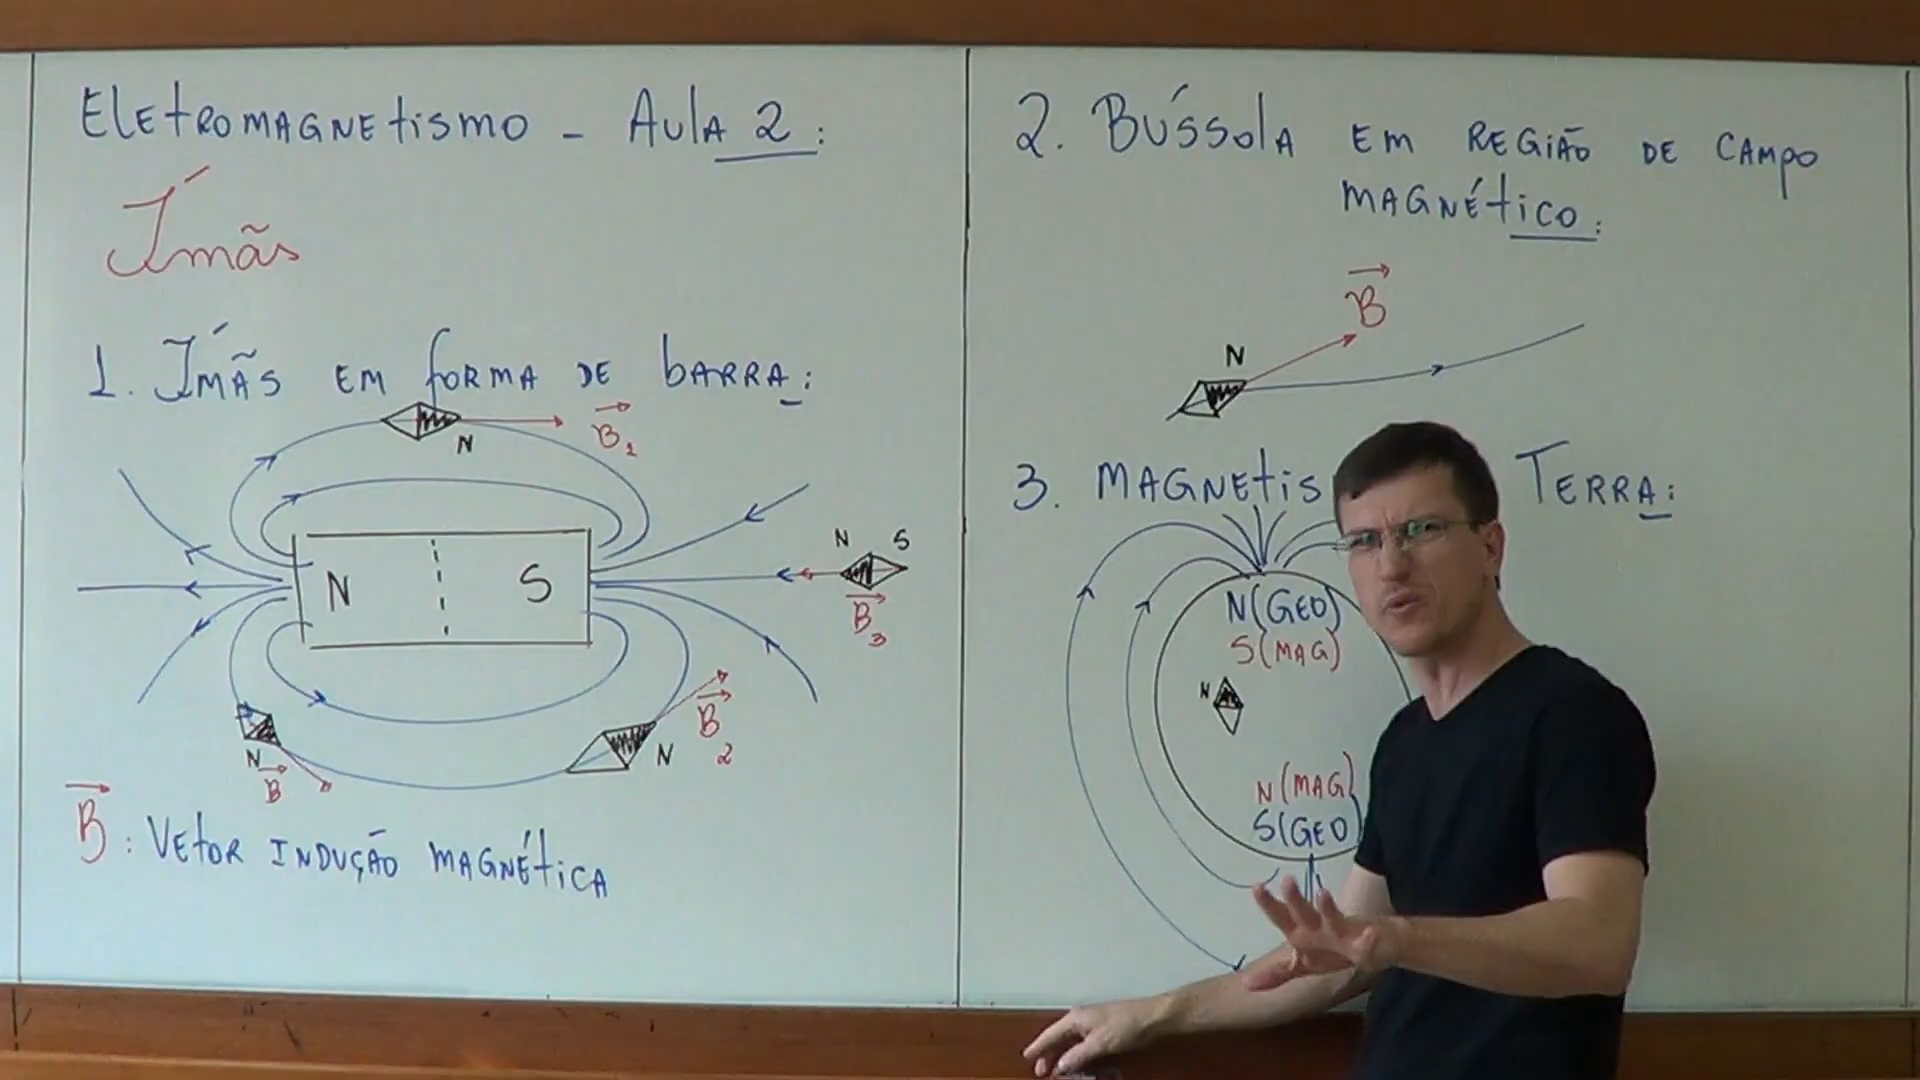 Eletromagnetismo - Aula 2:
Ímãs
1. Ímãs em forma de barra:
N
B₁
N
S
N
S
B₃
N
B
N
B₂
B: Vetor indução magnética
2. Bússola em região de campo
magnético:
B
N
3. Magnetis Terra:
N(GEO)
S(MAG)
N
N(MAG)
S(GEO)